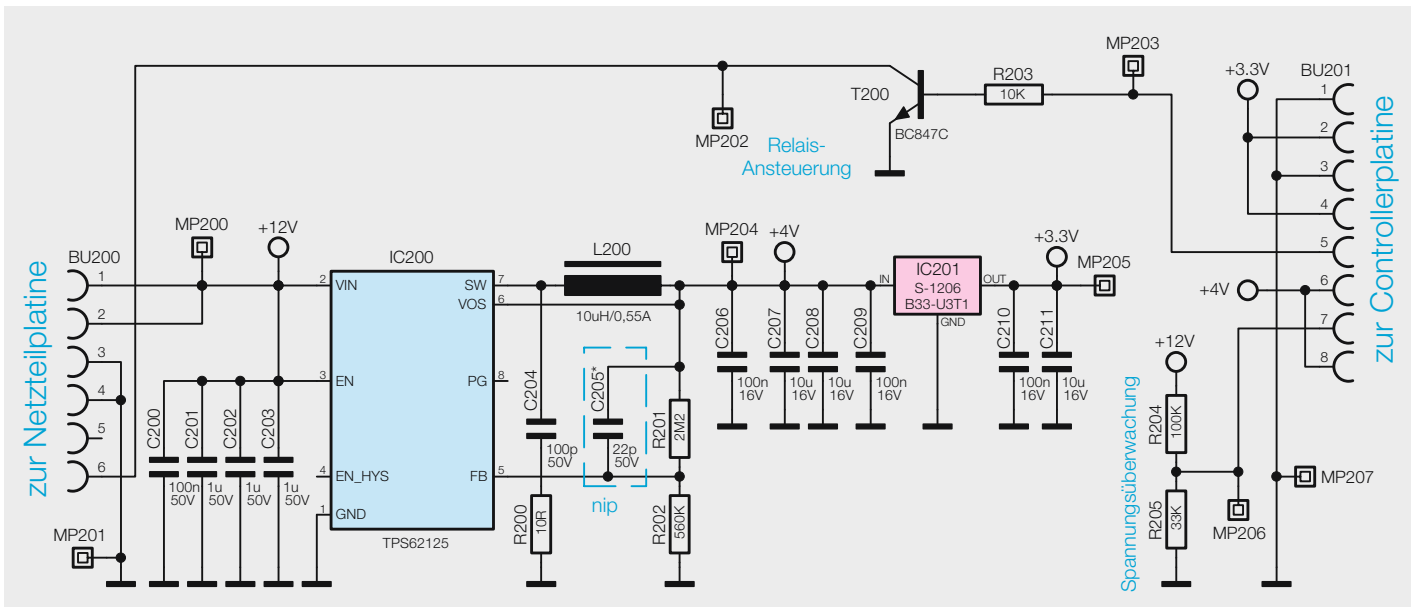 MP203
+3.3V
BU201
R203
10K
T200
BC847C
MP202
Relais-
Ansteuerung
1
2
3
4
5
6
7
8
zur Controllerplatine
+4V
MP207
BU200
1
2
3
4
5
6
zur Netzteilplatine
MP200
+12V
MP201
C200
100n
50V
C201
1u
50V
C202
1u
50V
C203
1u
50V
IC200
2
VIN
3
EN
4
EN_HYS
1
GND
SW
7
VOS
6
PG
8
FB
5
TPS62125
L200
10uH/0,55A
C204
100p
50V
R200
10R
C205*
22p
50V
nip
R201
2M2
R202
560K
MP204
+4V
C206
100n
16V
C207
10u
16V
C208
10u
16V
C209
100n
16V
IC201
S-1206
B33-U3T1
IN
OUT
GND
+3.3V
MP205
C210
100n
16V
C211
10u
16V
Spannungsüberwachung
+12V
R204
100K
R205
33K
MP206